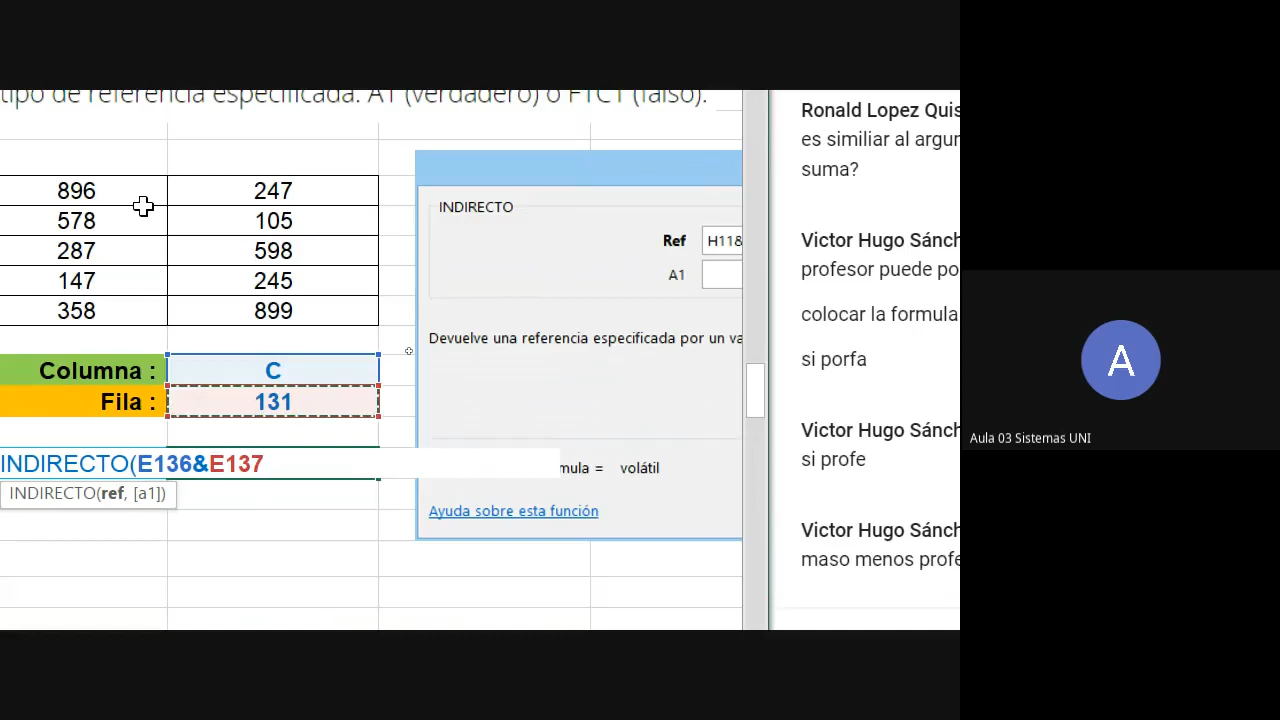 tipo de referencia especificada. A1 (verdadero) o F1C1 (falso).
896 247
578 105
287 598
147 245
358 899
Columna : C
Fila : 131
INDIRECTO(E136&E137
INDIRECTO(ref, [a1])
INDIRECTO
Ref H11&
A1
Devuelve una referencia especificada por un va
mula = volátil
Ayuda sobre esta función
Ronald Lopez Quis
es similiar al argu
suma?
Victor Hugo Sánch
profesor puede po
colocar la formula
si porfa
Victor Hugo Sánch
si profe
Victor Hugo Sánch
maso menos profe
A
Aula 03 Sistemas UNI